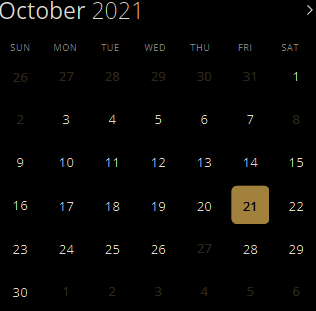 October 2021
SUN MON TUE WED THU FRI SAT
26 27 28 29 30 31 1
2 3 4 5 6 7 8
9 10 11 12 13 14 15
16 17 18 19 20 21 22
23 24 25 26 27 28 29
30 1 2 3 4 5 6